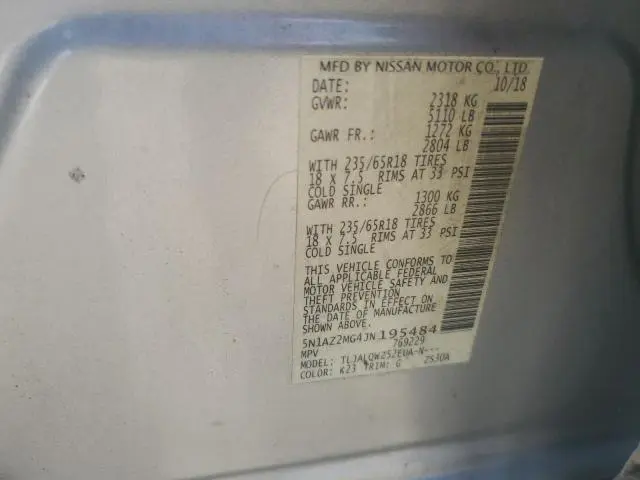 MFD BY NISSAN MOTOR CO., LTD.
DATE: 10/18
GVWR: 2318 KG
5110 LB
GAWR FR.: 1272 KG
2804 LB
WITH 235/65R18 TIRES
18 X 7.5 RIMS AT 33 PSI
COLD SINGLE
GAWR RR.: 1300 KG
2866 LB
WITH 235/65R18 TIRES
18 X 7.5 RIMS AT 33 PSI
COLD SINGLE
THIS VEHICLE CONFORMS TO
ALL APPLICABLE FEDERAL
MOTOR VEHICLE SAFETY AND
THEFT PREVENTION
STANDARDS IN EFFECT ON
THE DATE OF MANUFACTURE
SHOWN ABOVE.
5N1AZ2MG4JN195484
MPV 769229
MODEL: TLJALQWZ52EUA-N---
COLOR: K23 TRIM: G ZS30A